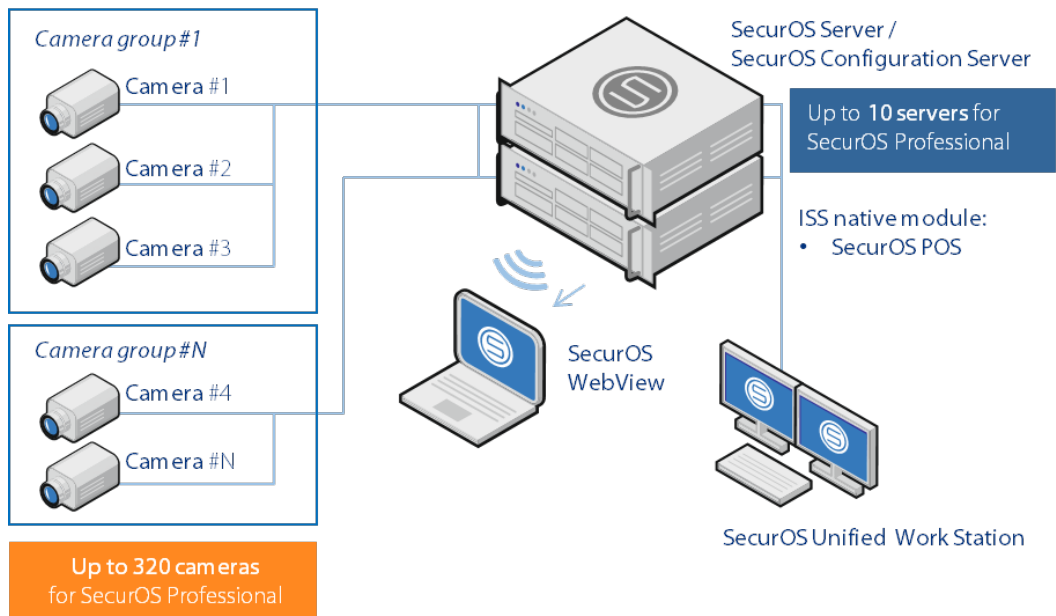 Camera group #1
Camera #1
Camera #2
Camera #3
Camera group #N
Camera #4
Camera #N
Up to 320 cameras
for SecurOS Professional
SecurOS Server /
SecurOS Configuration Server
Up to 10 servers for
SecurOS Professional
ISS native module:
• SecurOS POS
SecurOS
WebView
SecurOS Unified Work Station